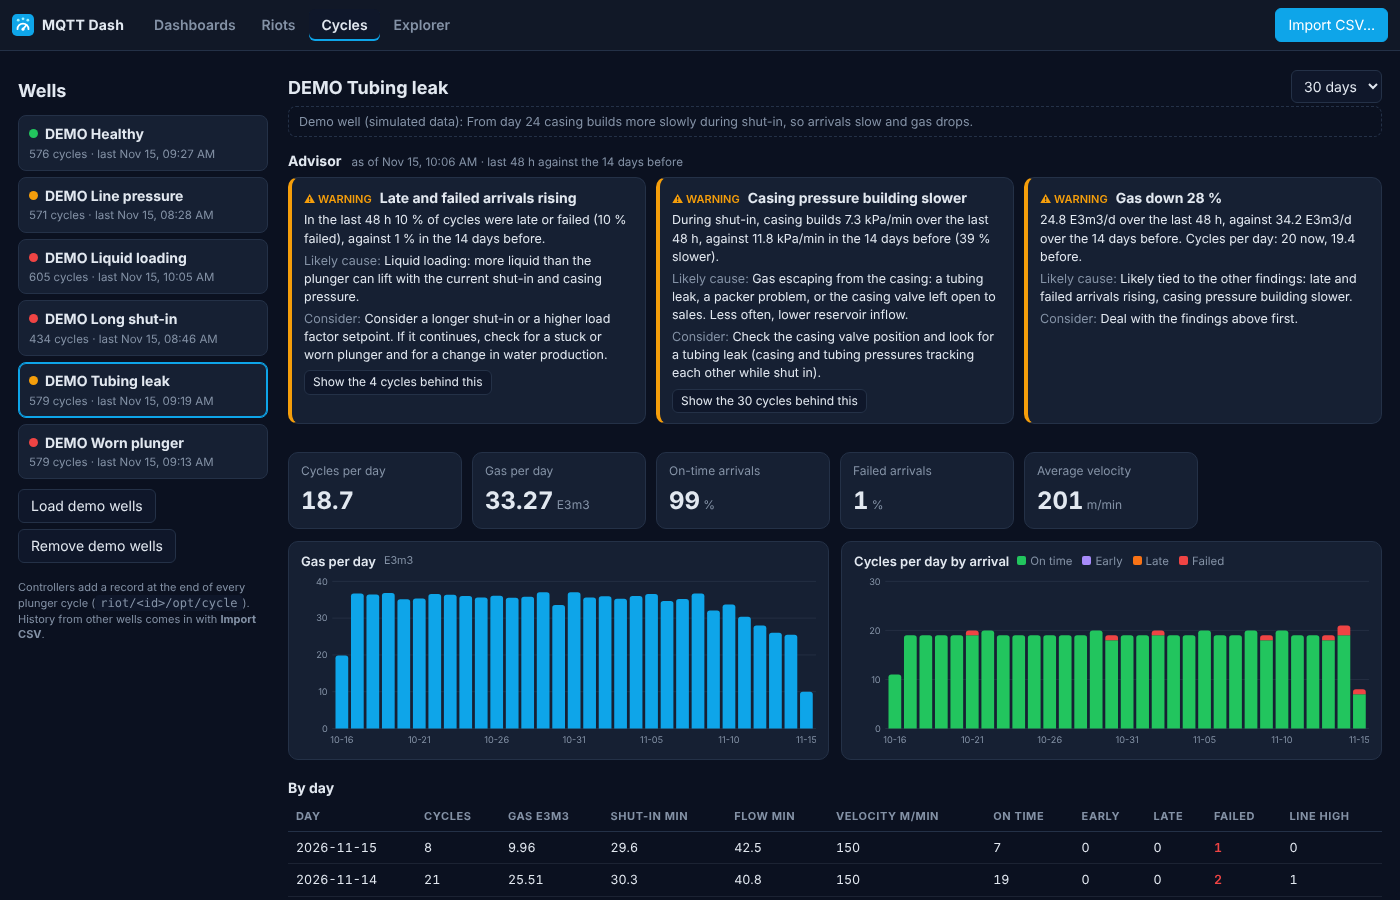 MQTT Dash
Dashboards
Riots
Cycles
Explorer
Import CSV...
Wells
DEMO Healthy
576 cycles · last Nov 15, 09:27 AM
DEMO Line pressure
571 cycles · last Nov 15, 08:28 AM
DEMO Liquid loading
605 cycles · last Nov 15, 10:05 AM
DEMO Long shut-in
434 cycles · last Nov 15, 08:46 AM
DEMO Tubing leak
579 cycles · last Nov 15, 09:19 AM
DEMO Worn plunger
579 cycles · last Nov 15, 09:13 AM
Load demo wells
Remove demo wells
Controllers add a record at the end of every
plunger cycle ( riot/<id>/opt/cycle ).
History from other wells comes in with Import
CSV.
DEMO Tubing leak
30 days
Demo well (simulated data): From day 24 casing builds more slowly during shut-in, so arrivals slow and gas drops.
Advisor as of Nov 15, 10:06 AM · last 48 h against the 14 days before
⚠ WARNING Late and failed arrivals rising
In the last 48 h 10 % of cycles were late or failed (10 %
failed), against 1 % in the 14 days before.
Likely cause: Liquid loading: more liquid than the
plunger can lift with the current shut-in and casing
pressure.
Consider: Consider a longer shut-in or a higher load
factor setpoint. If it continues, check for a stuck or
worn plunger and for a change in water production.
Show the 4 cycles behind this
⚠ WARNING Casing pressure building slower
During shut-in, casing builds 7.3 kPa/min over the last
48 h, against 11.8 kPa/min in the 14 days before (39 %
slower).
Likely cause: Gas escaping from the casing: a tubing
leak, a packer problem, or the casing valve left open to
sales. Less often, lower reservoir inflow.
Consider: Check the casing valve position and look for
a tubing leak (casing and tubing pressures tracking
each other while shut in).
Show the 30 cycles behind this
⚠ WARNING Gas down 28 %
24.8 E3m3/d over the last 48 h, against 34.2 E3m3/d
over the 14 days before. Cycles per day: 20 now, 19.4
before.
Likely cause: Likely tied to the other findings: late and
failed arrivals rising, casing pressure building slower.
Consider: Deal with the findings above first.
Cycles per day
18.7
Gas per day
33.27 E3m3
On-time arrivals
99 %
Failed arrivals
1 %
Average velocity
201 m/min
Gas per day E3m3
40
30
20
10
0
10-16 10-21 10-26 10-31 11-05 11-10 11-15
Cycles per day by arrival On time Early Late Failed
30
20
10
0
10-16 10-21 10-26 10-31 11-05 11-10 11-15
By day
DAY CYCLES GAS E3M3 SHUT-IN MIN FLOW MIN VELOCITY M/MIN ON TIME EARLY LATE FAILED LINE HIGH
2026-11-15 8 9.96 29.6 42.5 150 7 0 0 1 0
2026-11-14 21 25.51 30.3 40.8 150 19 0 0 2 1